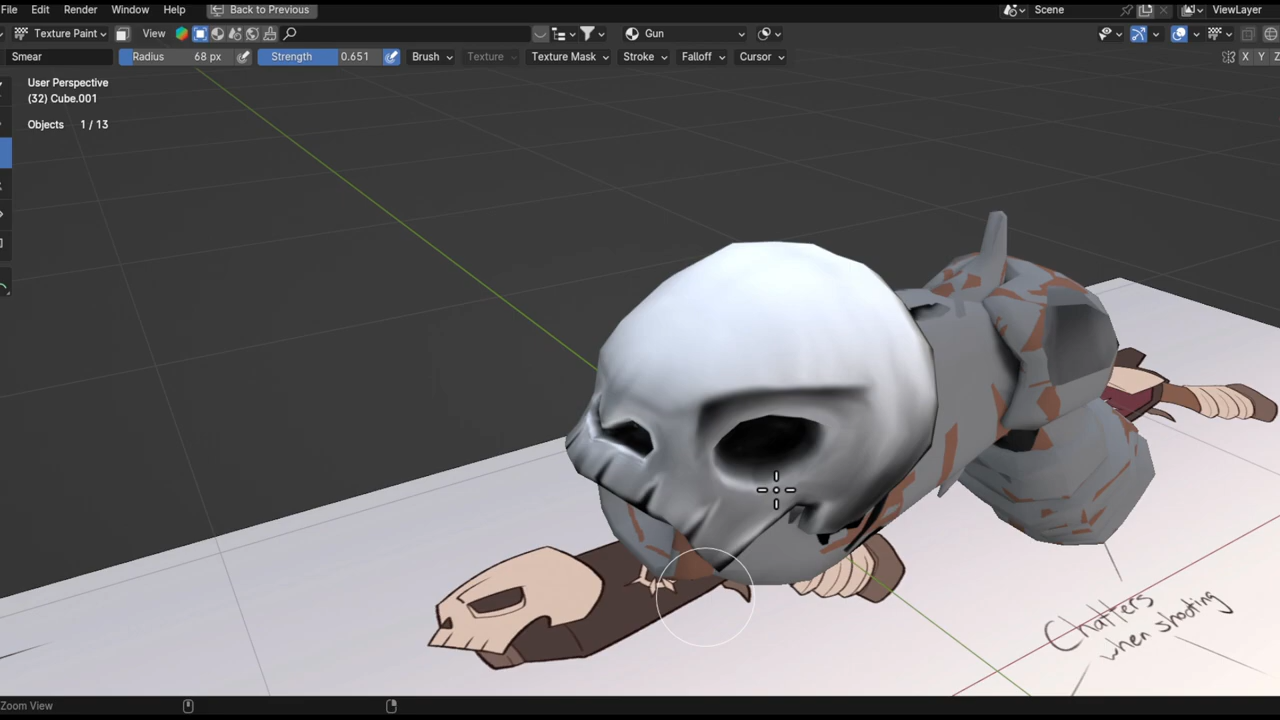 File Edit Render Window Help Back to Previous Scene ViewLayer
Texture Paint View Gun
Smear Radius 68 px Strength 0.651 Brush Texture Texture Mask Stroke Falloff Cursor X Y Z
User Perspective
(32) Cube.001
Objects 1 / 13
Chatters
when shooting
Zoom View